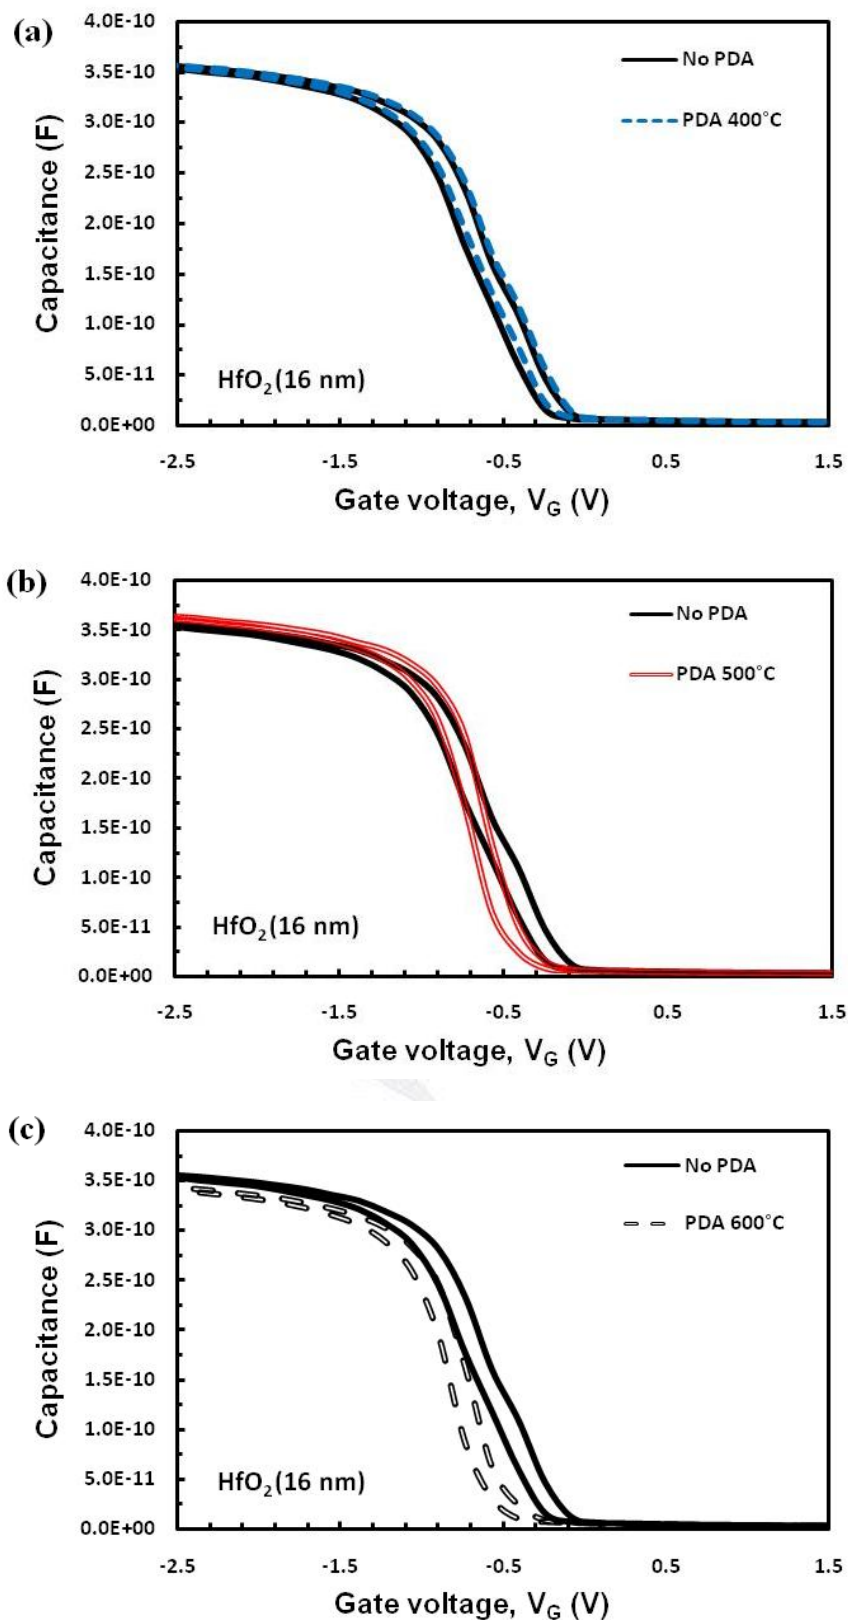 (a)
4.0E-10
3.5E-10
3.0E-10
2.5E-10
2.0E-10
1.5E-10
1.0E-10
5.0E-11
0.0E+00
Capacitance (F)
No PDA
PDA 400°C
HfO₂(16 nm)
-2.5 -1.5 -0.5 0.5 1.5
Gate voltage, V_G (V)
(b)
4.0E-10
3.5E-10
3.0E-10
2.5E-10
2.0E-10
1.5E-10
1.0E-10
5.0E-11
0.0E+00
Capacitance (F)
No PDA
PDA 500°C
HfO₂(16 nm)
-2.5 -1.5 -0.5 0.5 1.5
Gate voltage, V_G (V)
(c)
4.0E-10
3.5E-10
3.0E-10
2.5E-10
2.0E-10
1.5E-10
1.0E-10
5.0E-11
0.0E+00
Capacitance (F)
No PDA
PDA 600°C
HfO₂(16 nm)
-2.5 -1.5 -0.5 0.5 1.5
Gate voltage, V_G (V)